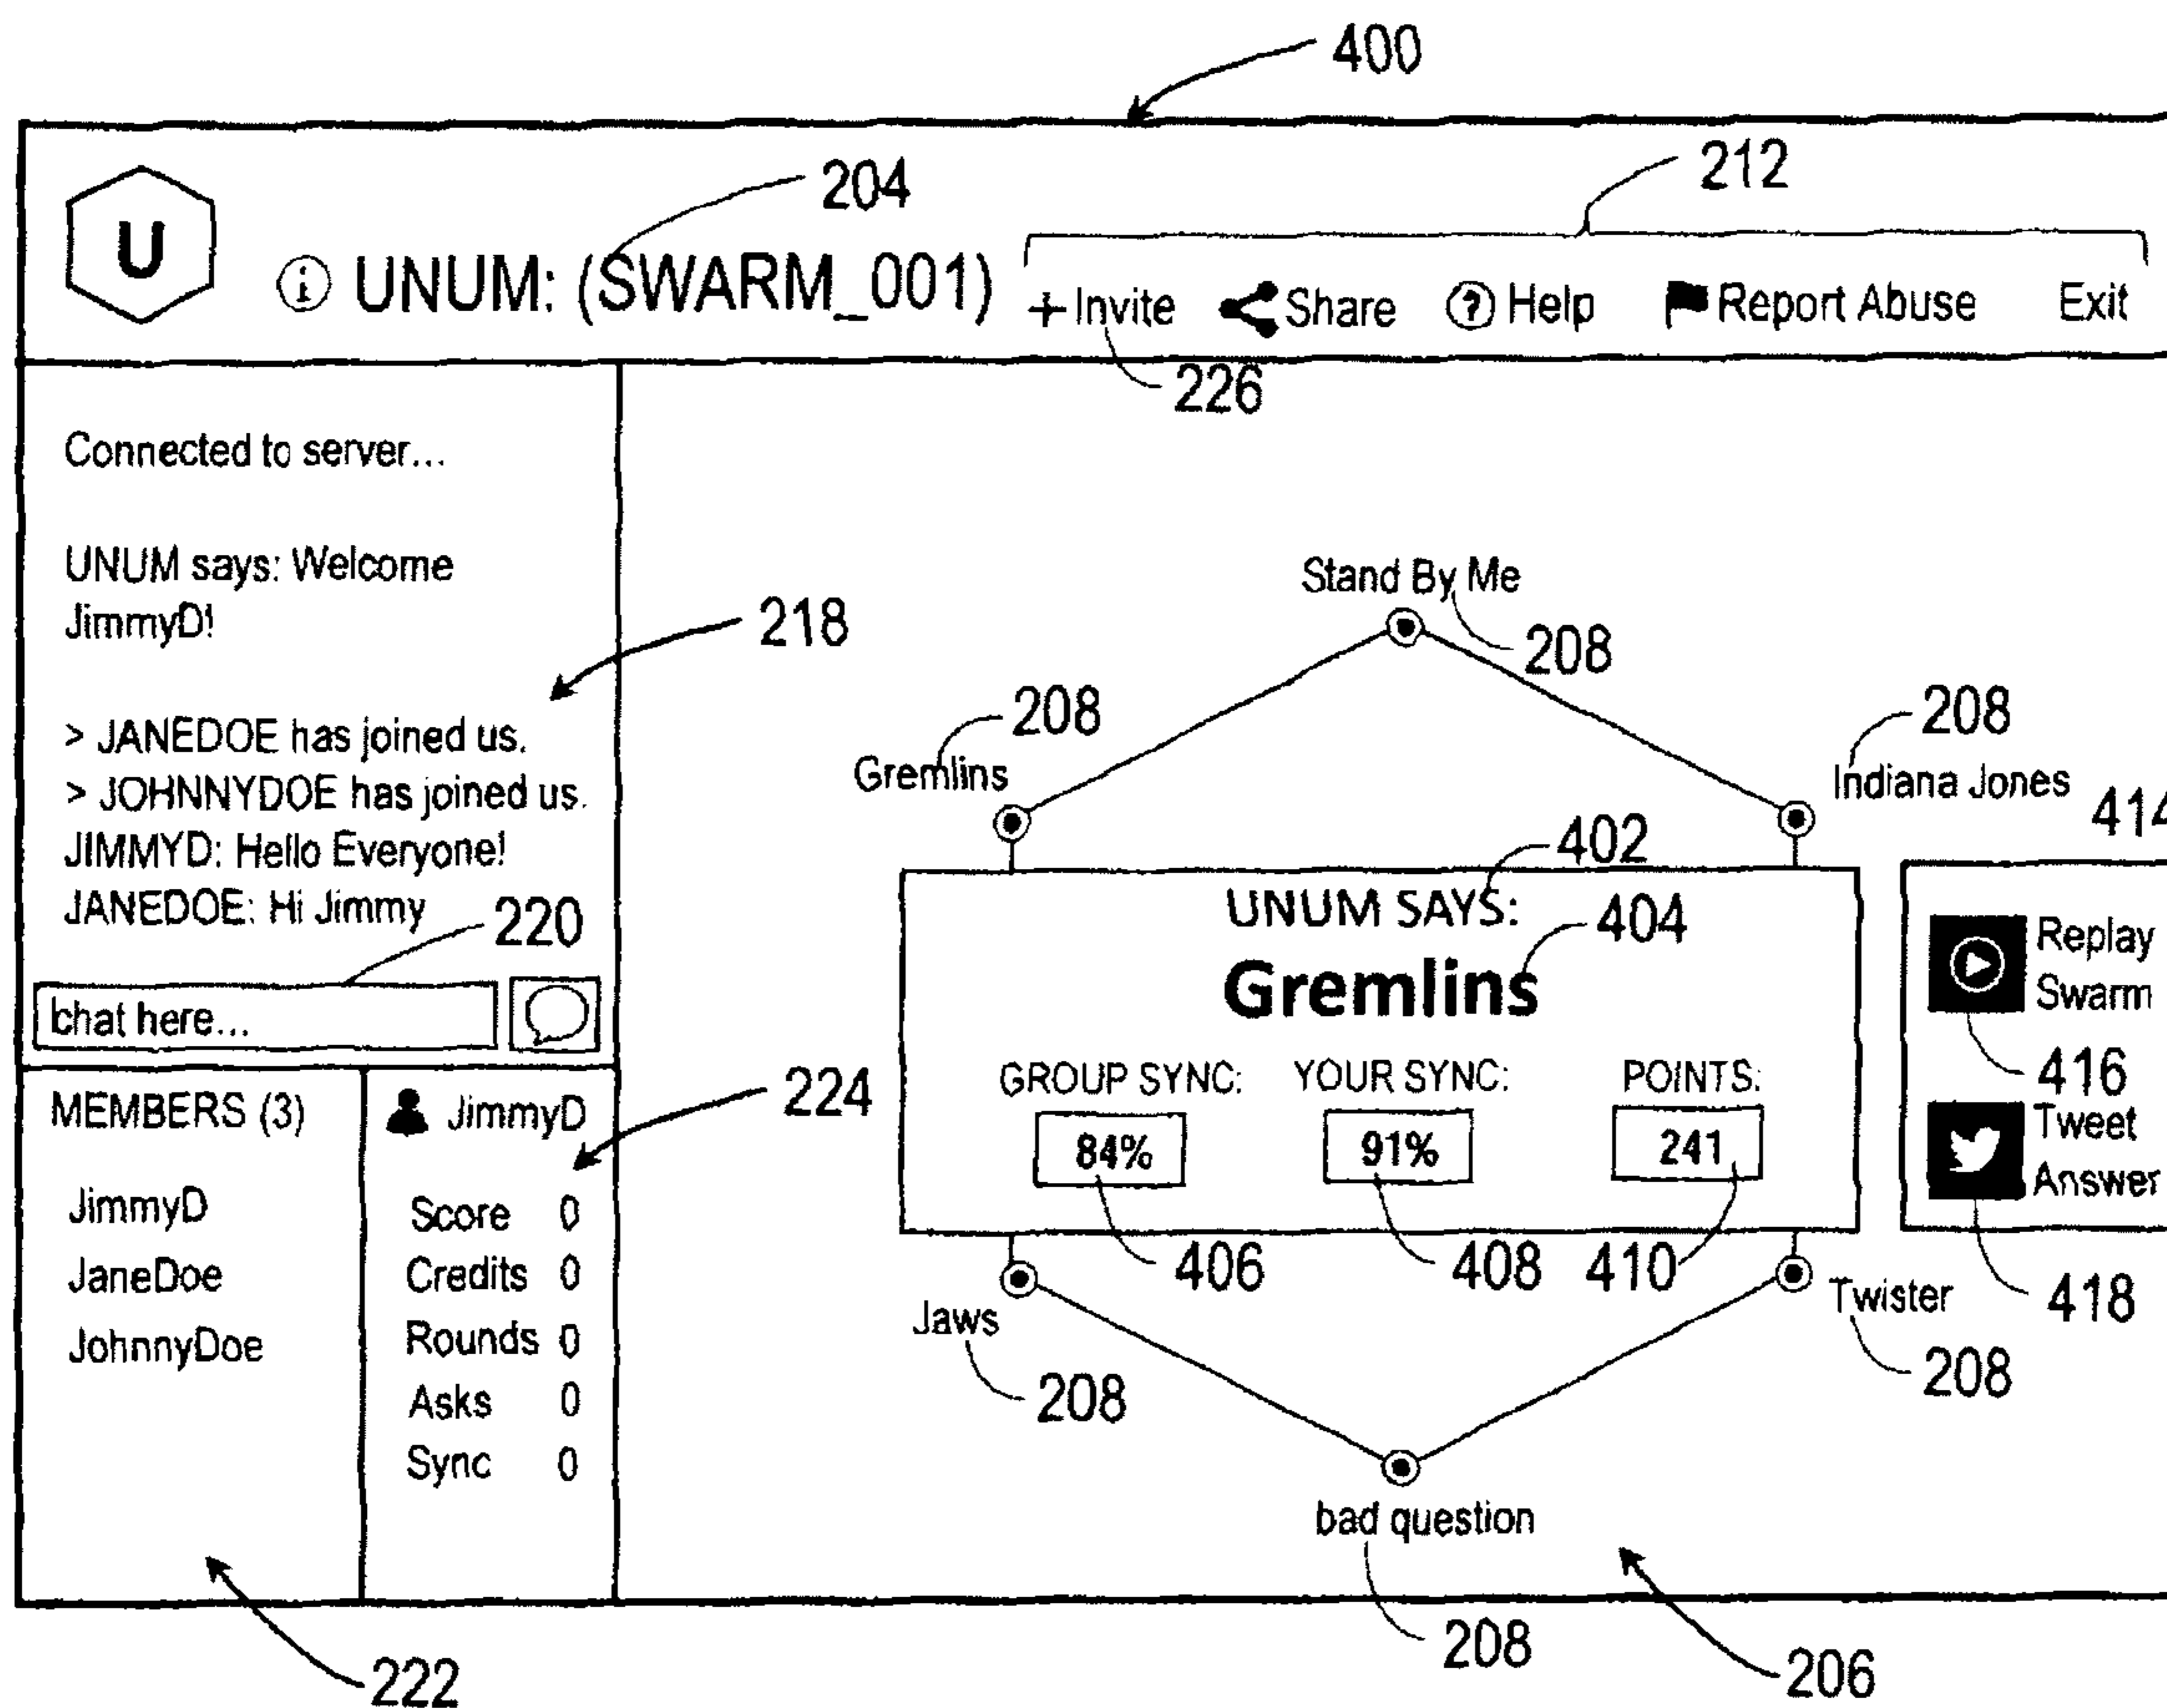 400
204
212
U
i UNUM: (SWARM_001)
+ Invite Share ? Help Report Abuse Exit
226
Connected to server...
UNUM says: Welcome
JimmyD!
218
> JANEDOE has joined us.
> JOHNNYDOE has joined us.
JIMMYD: Hello Everyone!
JANEDOE: Hi Jimmy
220
chat here...
MEMBERS (3)
JimmyD
JaneDoe
JohnnyDoe
222
JimmyD
224
Score 0
Credits 0
Rounds 0
Asks 0
Sync 0
Stand By Me
208
208
Gremlins
208
Indiana Jones
414
402
UNUM SAYS:
404
Gremlins
GROUP SYNC: YOUR SYNC: POINTS:
84% 91% 241
406 408 410
Replay
Swarm
416
Tweet
Answer
418
Jaws
208
Twister
208
bad question
208
206